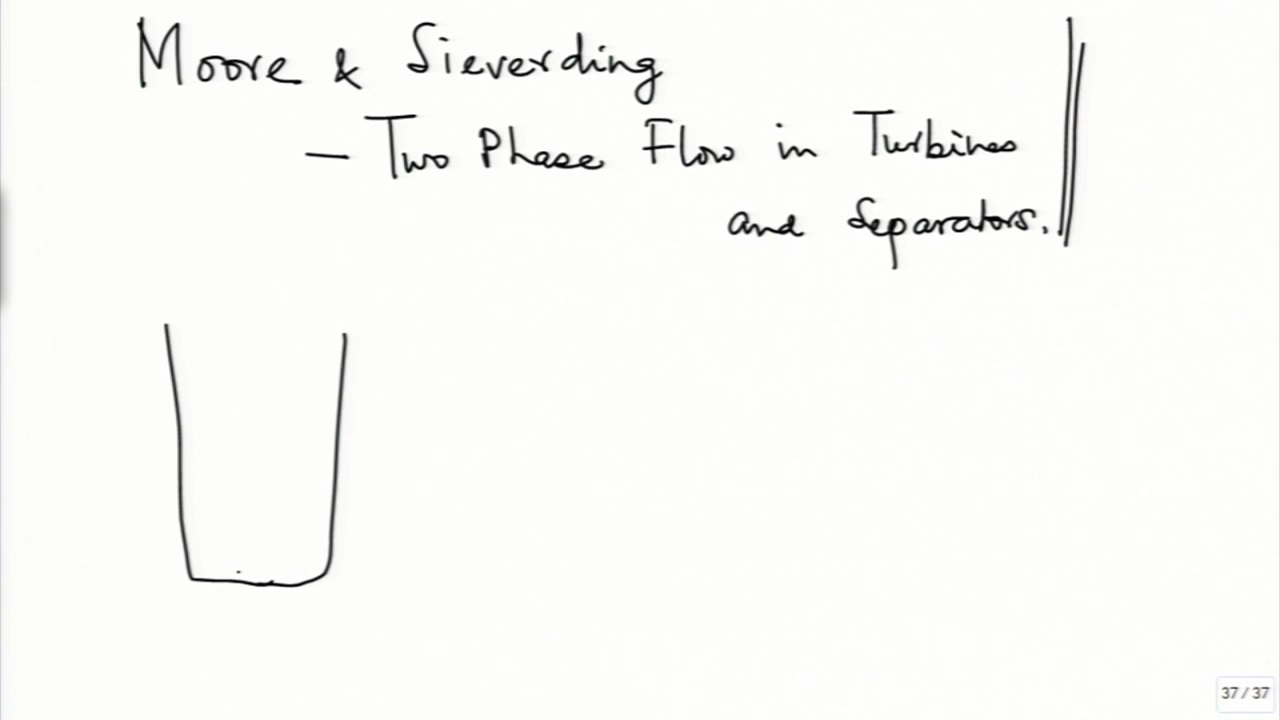 Moore & Sieverding
- Two Phase Flow in Turbines
and Separators.
37 / 37